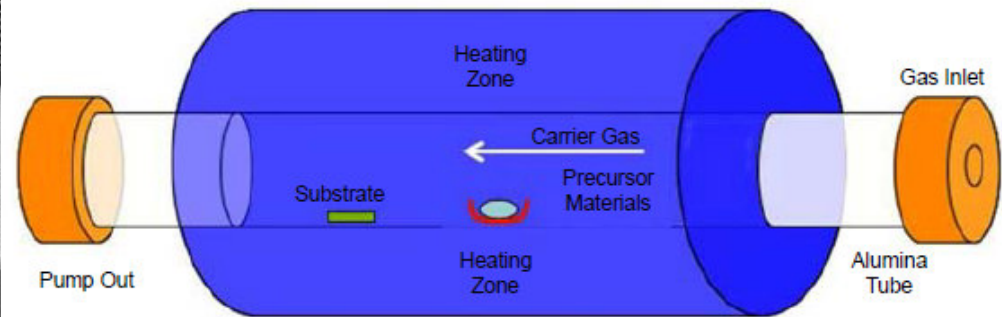 Heating
Zone
Gas Inlet
Carrier Gas
Precursor
Materials
Substrate
Heating
Zone
Alumina
Tube
Pump Out